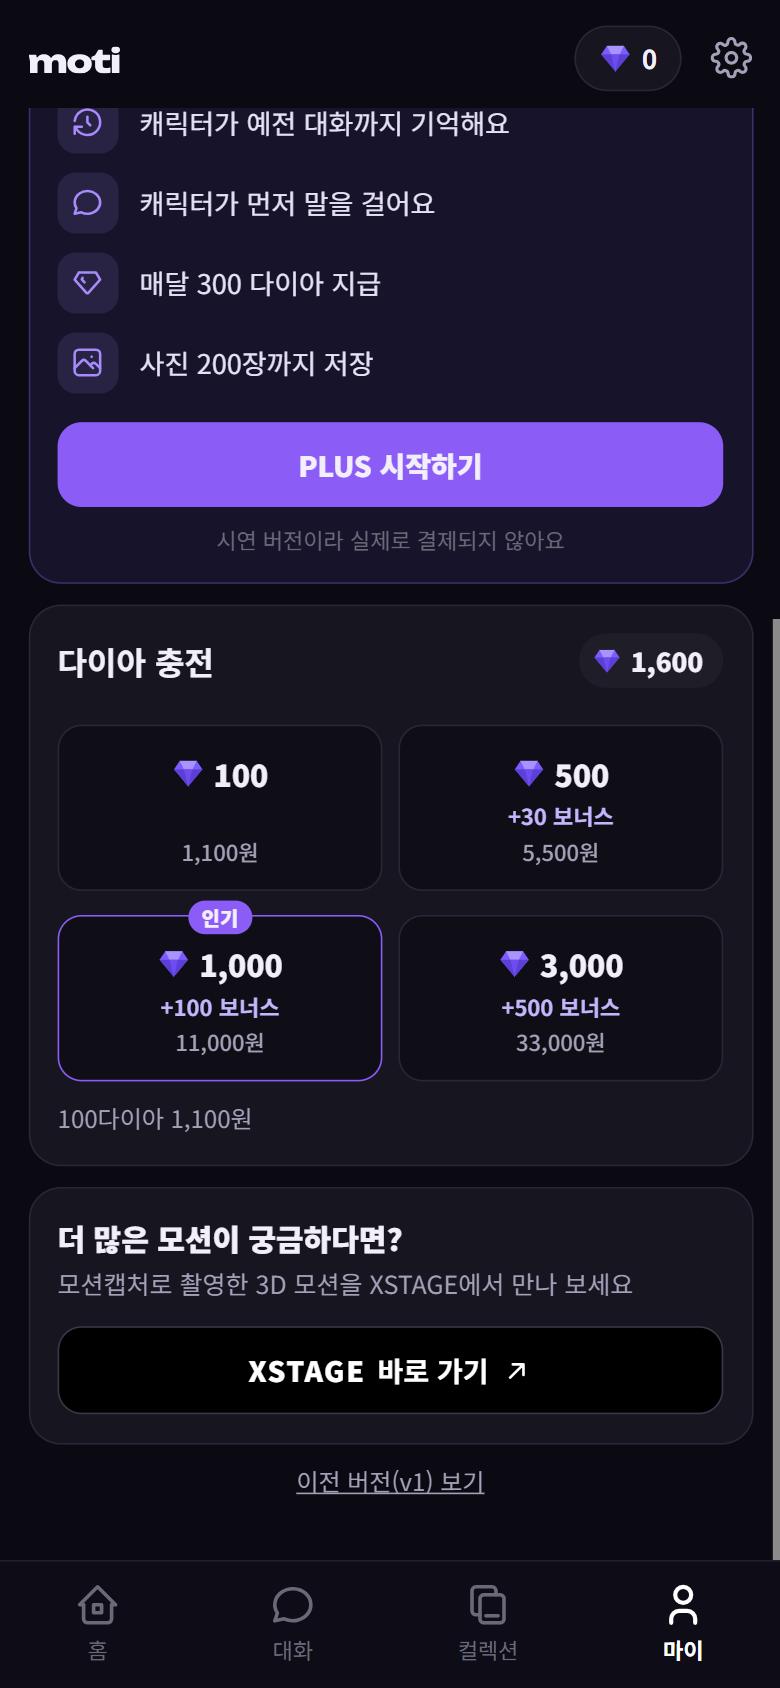 moti
0
캐릭터가 예전 대화까지 기억해요
캐릭터가 먼저 말을 걸어요
매달 300 다이아 지급
사진 200장까지 저장
PLUS 시작하기
시연 버전이라 실제로 결제되지 않아요
다이아 충전
1,600
100
1,100원
500
+30 보너스
5,500원
인기
1,000
+100 보너스
11,000원
3,000
+500 보너스
33,000원
100다이아 1,100원
더 많은 모션이 궁금하다면?
모션캡처로 촬영한 3D 모션을 XSTAGE에서 만나 보세요
XSTAGE 바로 가기
이전 버전(v1) 보기
홈
대화
컬렉션
마이